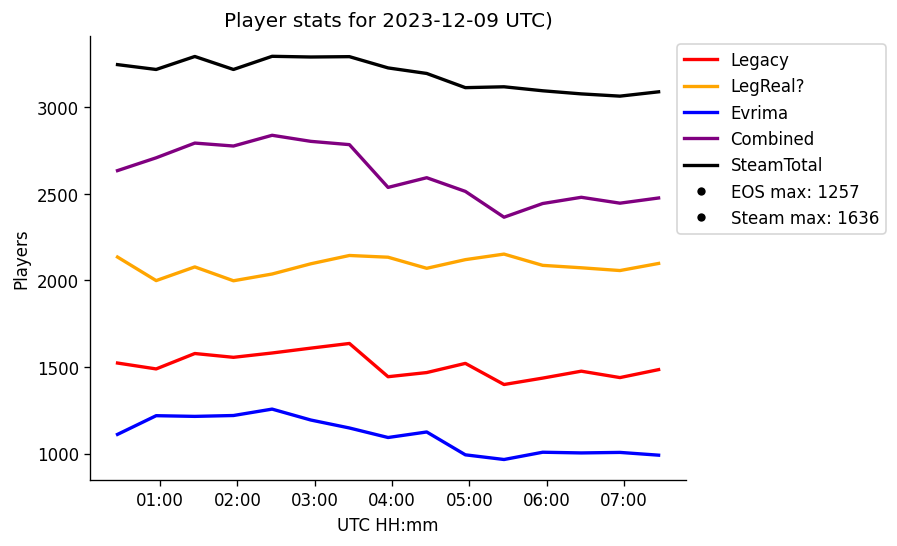 Player stats for 2023-12-09 UTC)
Players
3000
2500
2000
1500
1000
01:00 02:00 03:00 04:00 05:00 06:00 07:00
UTC HH:mm
Legacy
LegReal?
Evrima
Combined
SteamTotal
EOS max: 1257
Steam max: 1636